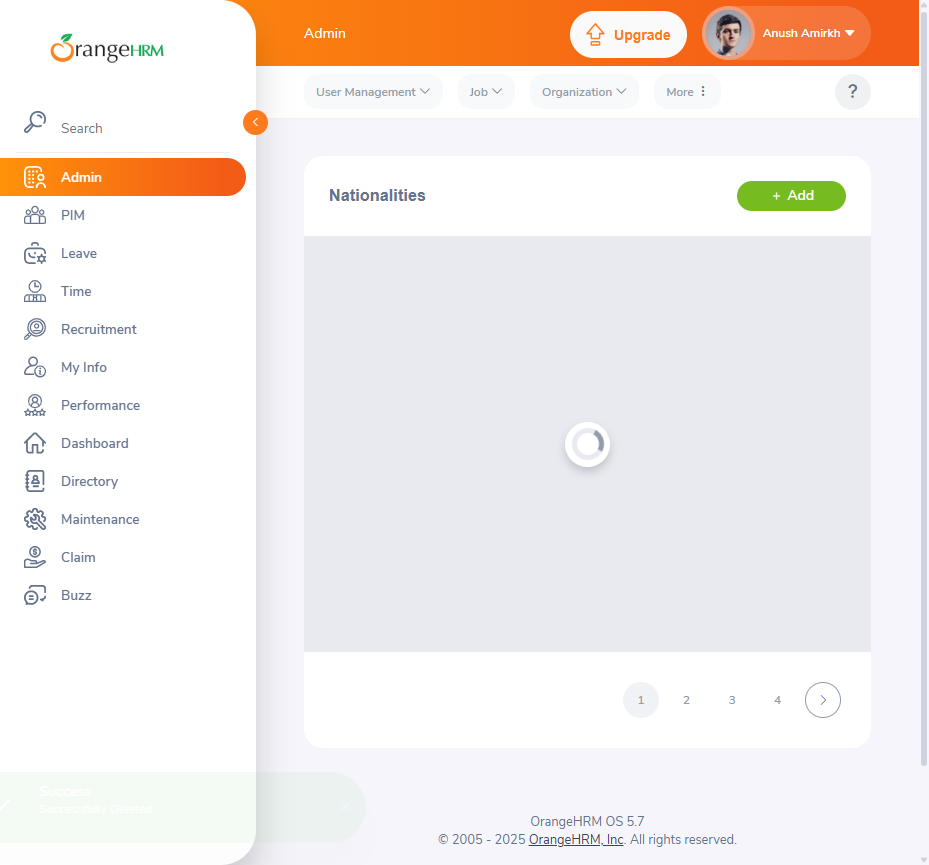 OrangeHRM
Admin
Upgrade
Anush Amirkh
User Management
Job
Organization
More
?
Search
Admin
PIM
Leave
Time
Recruitment
My Info
Performance
Dashboard
Directory
Maintenance
Claim
Buzz
Nationalities
+ Add
1 2 3 4
Success
Successfully Deleted
OrangeHRM OS 5.7
© 2005 - 2025 OrangeHRM, Inc. All rights reserved.